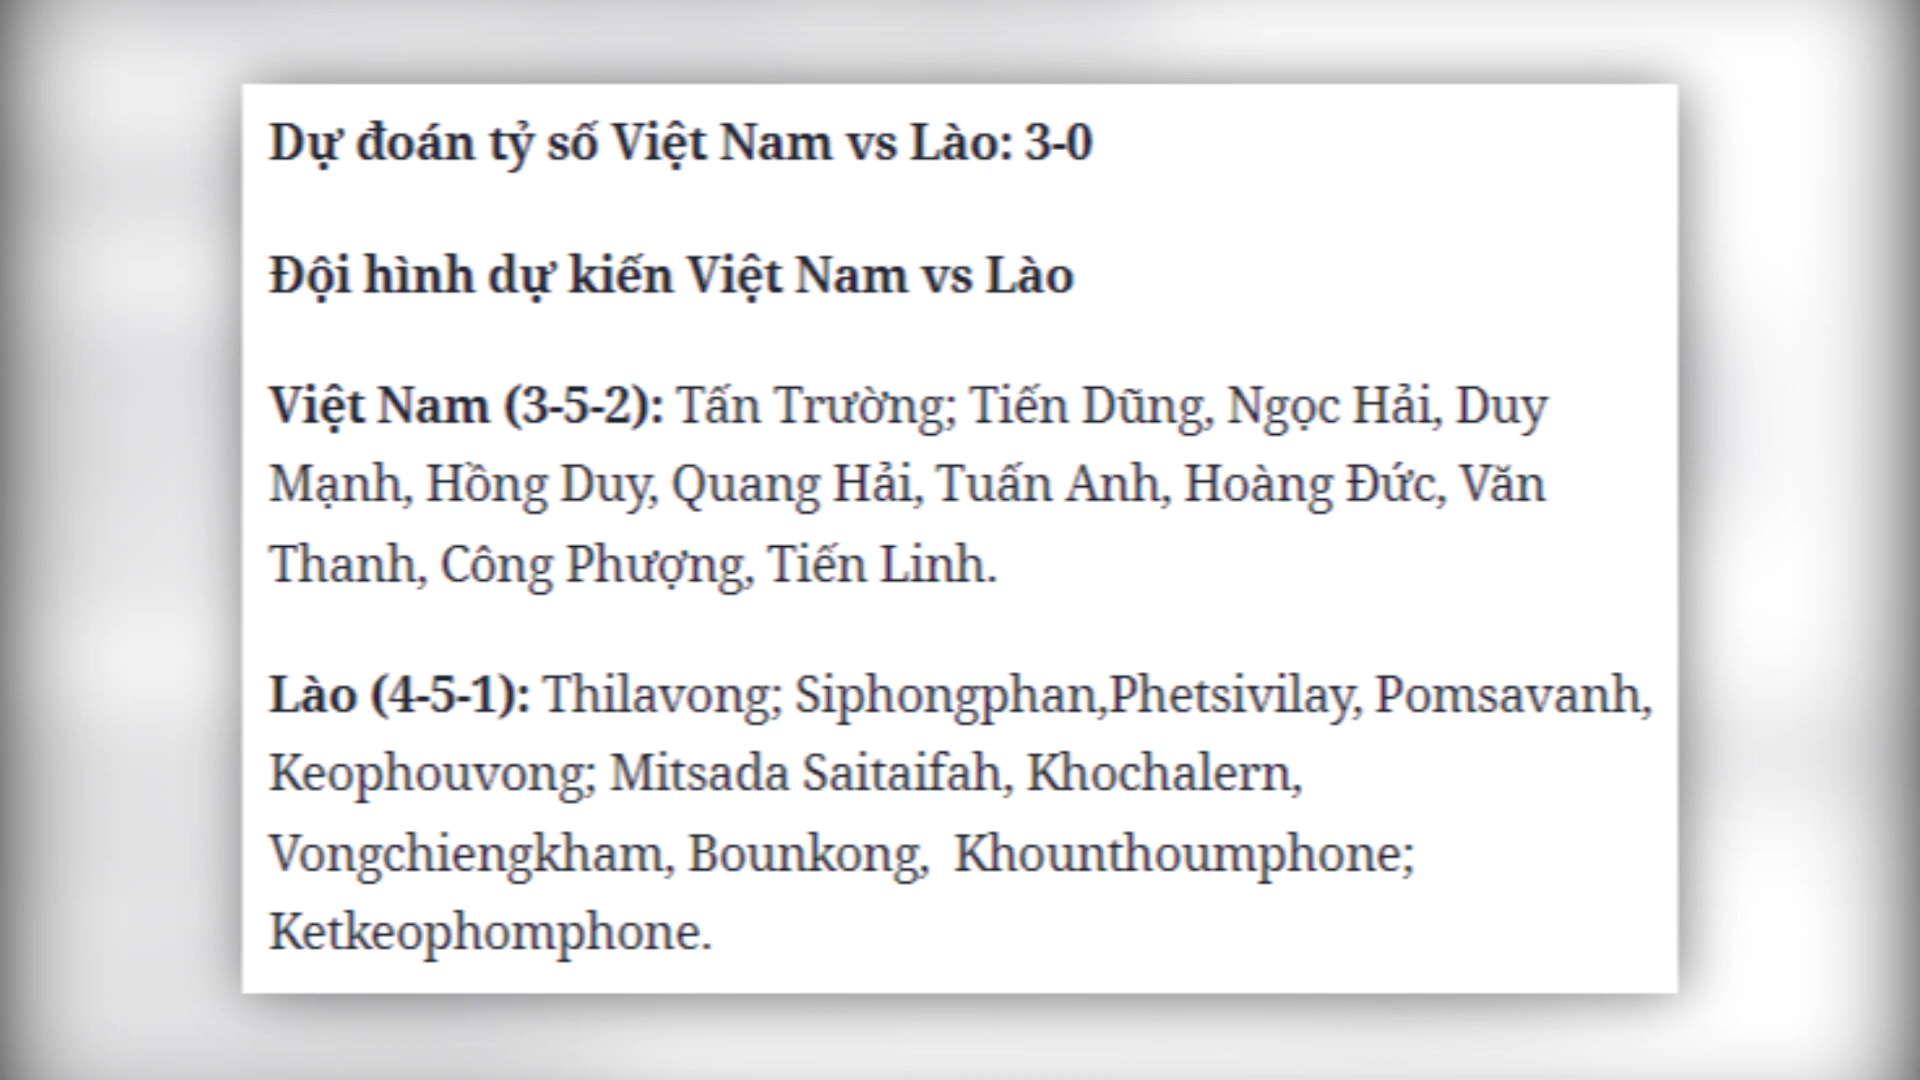 Dự đoán tỷ số Việt Nam vs Lào: 3-0
Đội hình dự kiến Việt Nam vs Lào
Việt Nam (3-5-2): Tấn Trường; Tiến Dũng, Ngọc Hải, Duy
Mạnh, Hồng Duy, Quang Hải, Tuấn Anh, Hoàng Đức, Văn
Thanh, Công Phượng, Tiến Linh.
Lào (4-5-1): Thilavong; Siphongphan,Phetsivilay, Pomsavanh,
Keophouvong; Mitsada Saitaifah, Khochalern,
Vongchiengkham, Bounkong,  Khounthoumphone;
Ketkeophomphone.